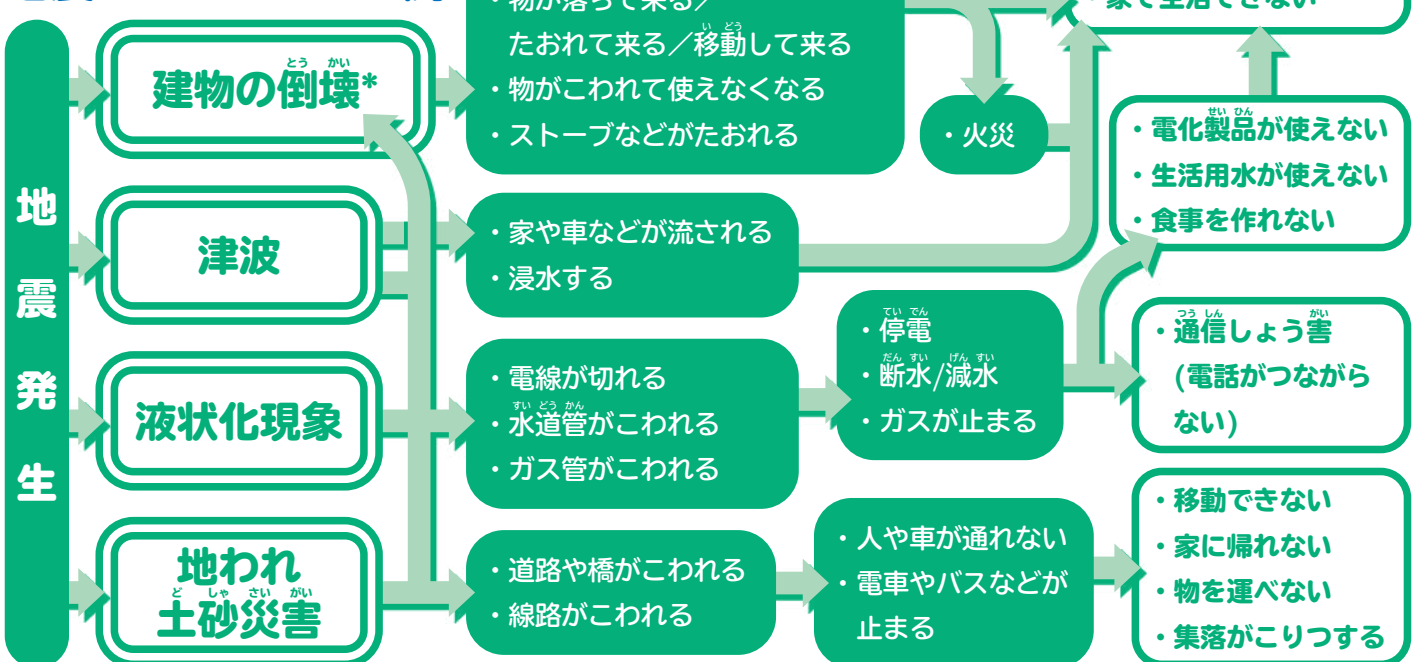 ・物が落ちて来る／
たおれて来る／移動して来る
・物がこわれて使えなくなる
・ストーブなどがたおれる
・家で生活できない
地震発生
建物の倒壊*
・火災
・電化製品が使えない
・生活用水が使えない
・食事を作れない
津波
・家や車などが流される
・浸水する
液状化現象
・電線が切れる
・水道管がこわれる
・ガス管がこわれる
・停電
・断水/減水
・ガスが止まる
・通信しょう害
(電話がつながら
ない)
地われ
土砂災害
・道路や橋がこわれる
・線路がこわれる
・人や車が通れない
・電車やバスなどが
止まる
・移動できない
・家に帰れない
・物を運べない
・集落がこりつする